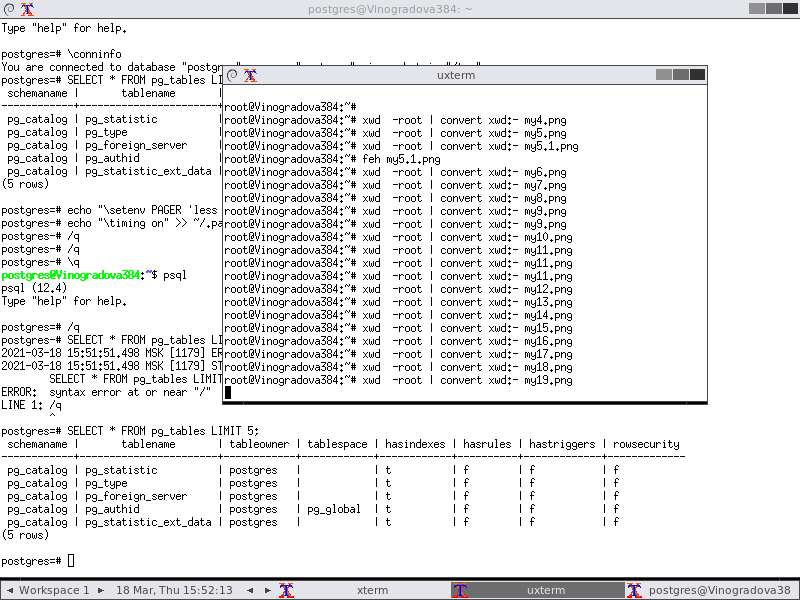 postgres@Vinogradova384: ~
Type "help" for help.
postgres=# \conninfo
You are connected to database "postgr
postgres=# SELECT * FROM pg_tables LI
schemaname | tablename |
pg_catalog | pg_statistic
pg_catalog | pg_type
pg_catalog | pg_foreign_server
pg_catalog | pg_authid
pg_catalog | pg_statistic_ext_data |
(5 rows)
postgres=# echo "\setenv PAGER 'less
postgres-# echo "\timing on" >> ~/.pa
postgres-# /q
postgres-# /q
postgres-# \q
postgres@Vinogradova384:~$ psql
psql (12.4)
Type "help" for help.
postgres=# /q
postgres-# SELECT * FROM pg_tables LI
2021-03-18 15:51:51.498 MSK [1179] ER
2021-03-18 15:51:51.498 MSK [1179] ST
SELECT * FROM pg_tables LIMIT
ERROR: syntax error at or near "/"
LINE 1: /q
^
postgres=# SELECT * FROM pg_tables LIMIT 5;
schemaname | tablename | tableowner | tablespace | hasindexes | hasrules | hastriggers | rowsecurity
------------+-----------------------+------------+------------+------------+----------+-------------+-------------
pg_catalog | pg_statistic | postgres | | t | f | f | f
pg_catalog | pg_type | postgres | | t | f | f | f
pg_catalog | pg_foreign_server | postgres | | t | f | f | f
pg_catalog | pg_authid | postgres | pg_global | t | f | f | f
pg_catalog | pg_statistic_ext_data | postgres | | t | f | f | f
(5 rows)
postgres=#
uxterm
root@Vinogradova384:~#
root@Vinogradova384:~# xwd -root | convert xwd:- my4.png
root@Vinogradova384:~# xwd -root | convert xwd:- my5.png
root@Vinogradova384:~# xwd -root | convert xwd:- my5.1.png
root@Vinogradova384:~# feh my5.1.png
root@Vinogradova384:~# xwd -root | convert xwd:- my6.png
root@Vinogradova384:~# xwd -root | convert xwd:- my7.png
root@Vinogradova384:~# xwd -root | convert xwd:- my8.png
root@Vinogradova384:~# xwd -root | convert xwd:- my9.png
root@Vinogradova384:~# xwd -root | convert xwd:- my9.png
root@Vinogradova384:~# xwd -root | convert xwd:- my10.png
root@Vinogradova384:~# xwd -root | convert xwd:- my11.png
root@Vinogradova384:~# xwd -root | convert xwd:- my11.png
root@Vinogradova384:~# xwd -root | convert xwd:- my11.png
root@Vinogradova384:~# xwd -root | convert xwd:- my12.png
root@Vinogradova384:~# xwd -root | convert xwd:- my13.png
root@Vinogradova384:~# xwd -root | convert xwd:- my14.png
root@Vinogradova384:~# xwd -root | convert xwd:- my15.png
root@Vinogradova384:~# xwd -root | convert xwd:- my16.png
root@Vinogradova384:~# xwd -root | convert xwd:- my17.png
root@Vinogradova384:~# xwd -root | convert xwd:- my18.png
root@Vinogradova384:~# xwd -root | convert xwd:- my19.png
Workspace 1 18 Mar, Thu 15:52:13 xterm uxterm postgres@Vinogradova38